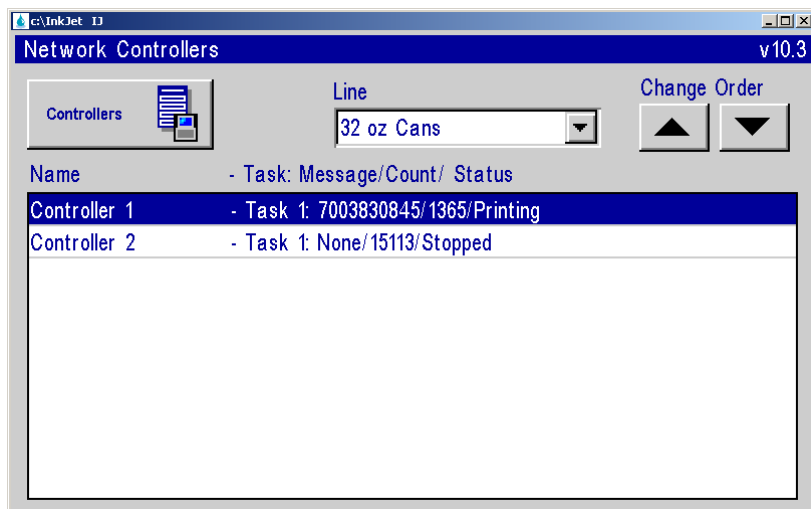 c:\InkJet IJ
Network Controllers v10.3
Controllers
Line
32 oz Cans
Change Order
Name - Task: Message/Count/ Status
Controller 1 - Task 1: 7003830845/1365/Printing
Controller 2 - Task 1: None/15113/Stopped